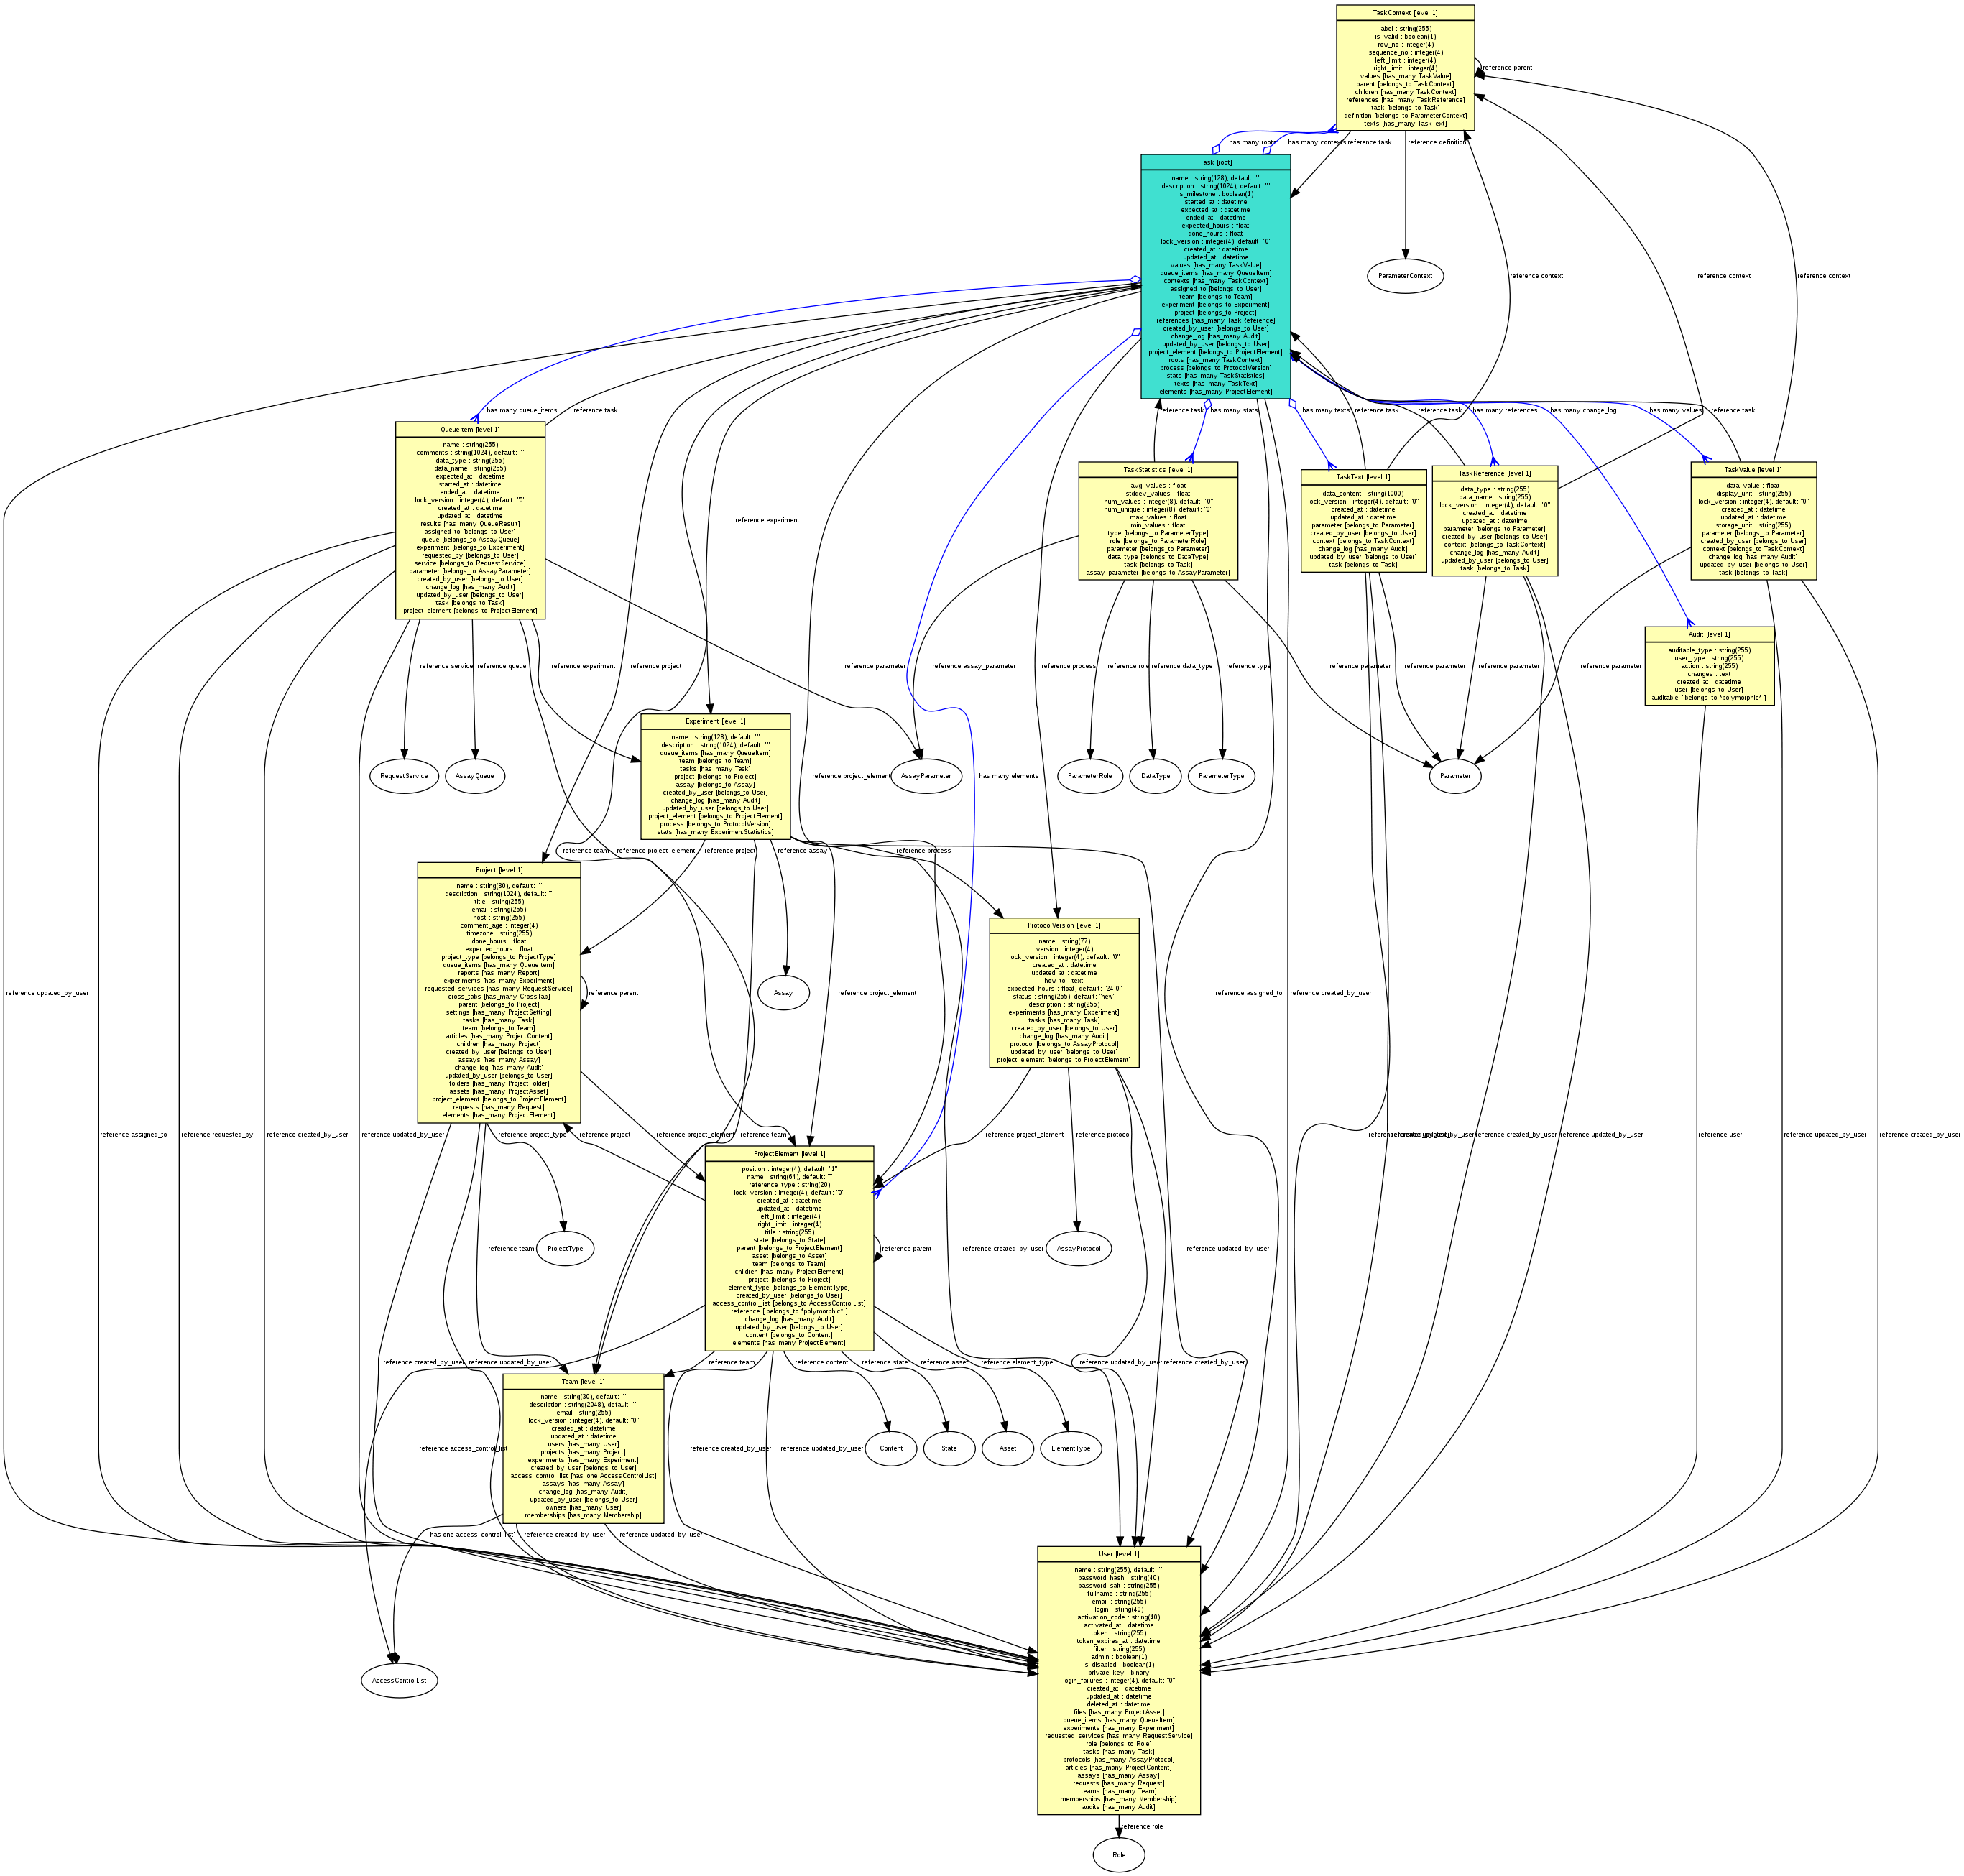 TaskContext [level 1]
label : string(255)
is_valid : boolean(1)
row_no : integer(4)
sequence_no : integer(4)
left_limit : integer(4)
right_limit : integer(4)
values [has_many TaskValue]
parent [belongs_to TaskContext]
children [has_many TaskContext]
references [has_many TaskReference]
task [belongs_to Task]
definition [belongs_to ParameterContext]
texts [has_many TaskText]
reference parent
has many roots
has many contexts
reference task
reference definition
Task [root]
name : string(128), default: ""
description : string(1024), default: ""
is_milestone : boolean(1)
started_at : datetime
expected_at : datetime
ended_at : datetime
expected_hours : float
done_hours : float
lock_version : integer(4), default: "0"
created_at : datetime
updated_at : datetime
values [has_many TaskValue]
queue_items [has_many QueueItem]
contexts [has_many TaskContext]
assigned_to [belongs_to User]
team [belongs_to Team]
experiment [belongs_to Experiment]
project [belongs_to Project]
references [has_many TaskReference]
created_by_user [belongs_to User]
change_log [has_many Audit]
updated_by_user [belongs_to User]
project_element [belongs_to ProjectElement]
roots [has_many TaskContext]
process [belongs_to ProtocolVersion]
stats [has_many TaskStatistics]
texts [has_many TaskText]
elements [has_many ProjectElement]
ParameterContext
reference context
reference context
reference context
reference experiment
has many queue_items
reference task
reference task
has many stats
has many texts
reference task
reference task
has many references
has many change_log
has many values
reference task
QueueItem [level 1]
name : string(255)
comments : string(1024), default: ""
data_type : string(255)
data_name : string(255)
expected_at : datetime
started_at : datetime
ended_at : datetime
lock_version : integer(4), default: "0"
created_at : datetime
updated_at : datetime
results [has_many QueueResult]
assigned_to [belongs_to User]
queue [belongs_to AssayQueue]
experiment [belongs_to Experiment]
requested_by [belongs_to User]
service [belongs_to RequestService]
parameter [belongs_to AssayParameter]
created_by_user [belongs_to User]
change_log [has_many Audit]
updated_by_user [belongs_to User]
task [belongs_to Task]
project_element [belongs_to ProjectElement]
TaskStatistics [level 1]
avg_values : float
stddev_values : float
num_values : integer(8), default: "0"
num_unique : integer(8), default: "0"
max_values : float
min_values : float
type [belongs_to ParameterType]
role [belongs_to ParameterRole]
parameter [belongs_to Parameter]
data_type [belongs_to DataType]
task [belongs_to Task]
assay_parameter [belongs_to AssayParameter]
TaskText [level 1]
data_content : string(1000)
lock_version : integer(4), default: "0"
created_at : datetime
updated_at : datetime
parameter [belongs_to Parameter]
created_by_user [belongs_to User]
context [belongs_to TaskContext]
change_log [has_many Audit]
updated_by_user [belongs_to User]
task [belongs_to Task]
TaskReference [level 1]
data_type : string(255)
data_name : string(255)
lock_version : integer(4), default: "0"
created_at : datetime
updated_at : datetime
parameter [belongs_to Parameter]
created_by_user [belongs_to User]
context [belongs_to TaskContext]
change_log [has_many Audit]
updated_by_user [belongs_to User]
task [belongs_to Task]
TaskValue [level 1]
data_value : float
display_unit : string(255)
lock_version : integer(4), default: "0"
created_at : datetime
updated_at : datetime
storage_unit : string(255)
parameter [belongs_to Parameter]
created_by_user [belongs_to User]
context [belongs_to TaskContext]
change_log [has_many Audit]
updated_by_user [belongs_to User]
task [belongs_to Task]
Audit [level 1]
auditable_type : string(255)
user_type : string(255)
action : string(255)
changes : text
created_at : datetime
user [belongs_to User]
auditable [ belongs_to *polymorphic* ]
reference service
reference queue
reference experiment
reference project
reference parameter
reference assay_parameter
reference process
reference role
reference data_type
reference type
reference parameter
reference parameter
reference parameter
reference parameter
RequestService
AssayQueue
reference project_element
AssayParameter
has many elements
ParameterRole
DataType
ParameterType
Parameter
Experiment [level 1]
name : string(128), default: ""
description : string(1024), default: ""
queue_items [has_many QueueItem]
team [belongs_to Team]
tasks [has_many Task]
project [belongs_to Project]
assay [belongs_to Assay]
created_by_user [belongs_to User]
change_log [has_many Audit]
updated_by_user [belongs_to User]
project_element [belongs_to ProjectElement]
process [belongs_to ProtocolVersion]
stats [has_many ExperimentStatistics]
reference team
reference project_element
reference project
reference assay
reference process
Project [level 1]
name : string(30), default: ""
description : string(1024), default: ""
title : string(255)
email : string(255)
host : string(255)
comment_age : integer(4)
timezone : string(255)
done_hours : float
expected_hours : float
project_type [belongs_to ProjectType]
queue_items [has_many QueueItem]
reports [has_many Report]
experiments [has_many Experiment]
requested_services [has_many RequestService]
cross_tabs [has_many CrossTab]
parent [belongs_to Project]
settings [has_many ProjectSetting]
tasks [has_many Task]
team [belongs_to Team]
articles [has_many ProjectContent]
children [has_many Project]
created_by_user [belongs_to User]
assays [has_many Assay]
change_log [has_many Audit]
updated_by_user [belongs_to User]
folders [has_many ProjectFolder]
assets [has_many ProjectAsset]
project_element [belongs_to ProjectElement]
requests [has_many Request]
elements [has_many ProjectElement]
ProtocolVersion [level 1]
name : string(77)
version : integer(4)
lock_version : integer(4), default: "0"
created_at : datetime
updated_at : datetime
how_to : text
expected_hours : float, default: "24.0"
status : string(255), default: "new"
description : string(255)
experiments [has_many Experiment]
tasks [has_many Task]
created_by_user [belongs_to User]
change_log [has_many Audit]
protocol [belongs_to AssayProtocol]
updated_by_user [belongs_to User]
project_element [belongs_to ProjectElement]
reference updated_by_user
reference parent
Assay
reference project_element
reference assigned_to
reference created_by_user
reference assigned_to
reference requested_by
reference created_by_user
reference updated_by_user
reference project_type
reference project
reference project_element
reference team
reference project_element
reference protocol
reference created_by_user
reference updated_by_user
reference created_by_user
reference updated_by_user
reference user
reference updated_by_user
reference created_by_user
ProjectElement [level 1]
position : integer(4), default: "1"
name : string(64), default: ""
reference_type : string(20)
lock_version : integer(4), default: "0"
created_at : datetime
updated_at : datetime
left_limit : integer(4)
right_limit : integer(4)
title : string(255)
state [belongs_to State]
parent [belongs_to ProjectElement]
asset [belongs_to Asset]
team [belongs_to Team]
children [has_many ProjectElement]
project [belongs_to Project]
element_type [belongs_to ElementType]
created_by_user [belongs_to User]
access_control_list [belongs_to AccessControlList]
reference [ belongs_to *polymorphic* ]
change_log [has_many Audit]
updated_by_user [belongs_to User]
content [belongs_to Content]
elements [has_many ProjectElement]
reference team
ProjectType
reference parent
reference created_by_user
AssayProtocol
reference updated_by_user
reference created_by_user
reference updated_by_user
reference team
reference content
reference state
reference asset
reference element_type
reference updated_by_user
reference created_by_user
Team [level 1]
name : string(30), default: ""
description : string(2048), default: ""
email : string(255)
lock_version : integer(4), default: "0"
created_at : datetime
updated_at : datetime
users [has_many User]
projects [has_many Project]
experiments [has_many Experiment]
created_by_user [belongs_to User]
access_control_list [has_one AccessControlList]
assays [has_many Assay]
change_log [has_many Audit]
updated_by_user [belongs_to User]
owners [has_many User]
memberships [has_many Membership]
reference access_control_list
reference created_by_user
reference updated_by_user
Content
State
Asset
ElementType
has one access_control_list]
reference created_by_user
reference updated_by_user
User [level 1]
name : string(255), default: ""
password_hash : string(40)
password_salt : string(255)
fullname : string(255)
email : string(255)
login : string(40)
activation_code : string(40)
activated_at : datetime
token : string(255)
token_expires_at : datetime
filter : string(255)
admin : boolean(1)
is_disabled : boolean(1)
private_key : binary
login_failures : integer(4), default: "0"
created_at : datetime
updated_at : datetime
deleted_at : datetime
files [has_many ProjectAsset]
queue_items [has_many QueueItem]
experiments [has_many Experiment]
requested_services [has_many RequestService]
role [belongs_to Role]
tasks [has_many Task]
protocols [has_many AssayProtocol]
articles [has_many ProjectContent]
assays [has_many Assay]
requests [has_many Request]
teams [has_many Team]
memberships [has_many Membership]
audits [has_many Audit]
AccessControlList
reference role
Role